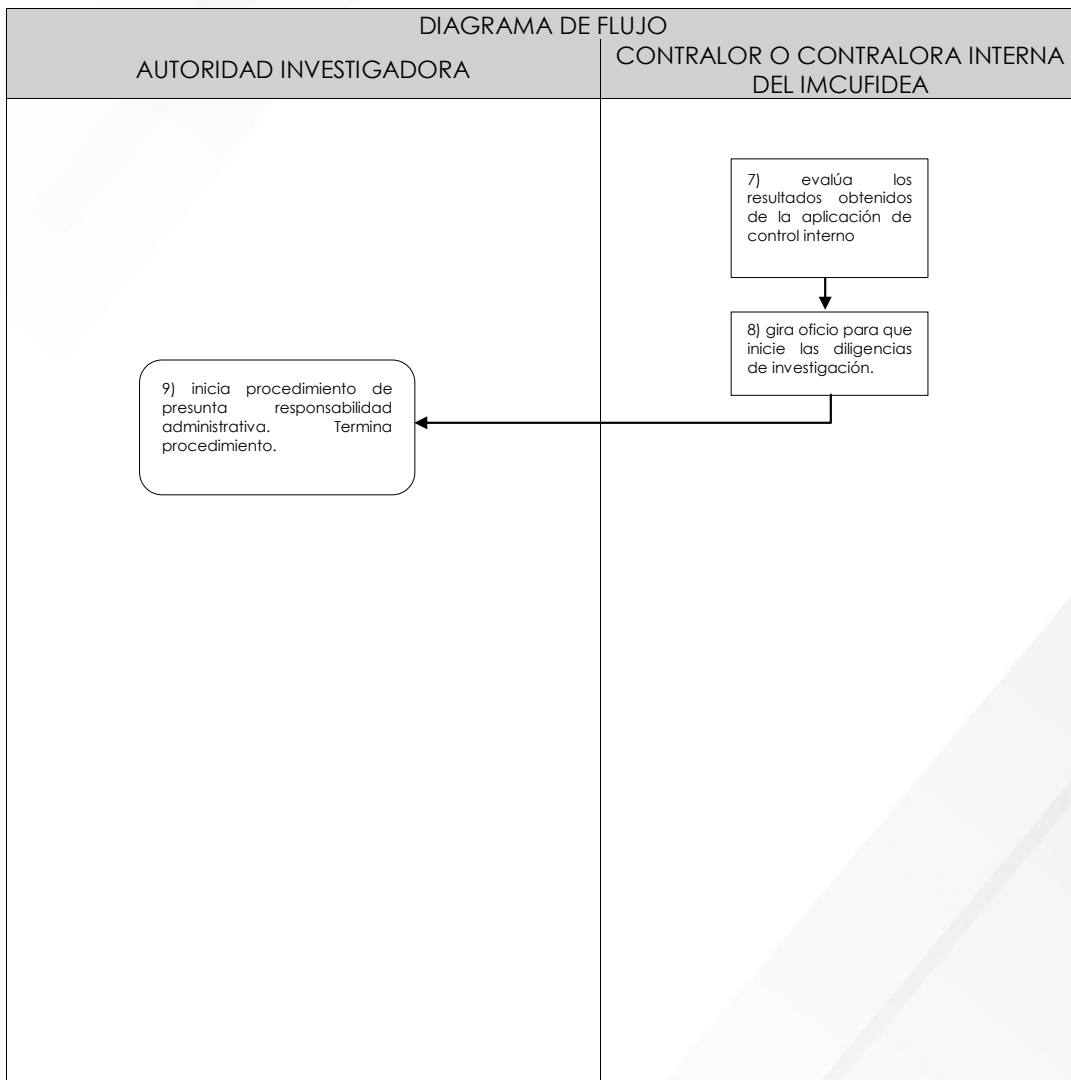 DIAGRAMA DE FLUJO
AUTORIDAD INVESTIGADORA
CONTRALOR O CONTRALORA INTERNA
DEL IMCUFIDEA
7) evalúa los
resultados obtenidos
de la aplicación de
control interno
8) gira oficio para que
inicie las diligencias
de investigación.
9) inicia procedimiento de
presunta responsabilidad
administrativa. Termina
procedimiento.